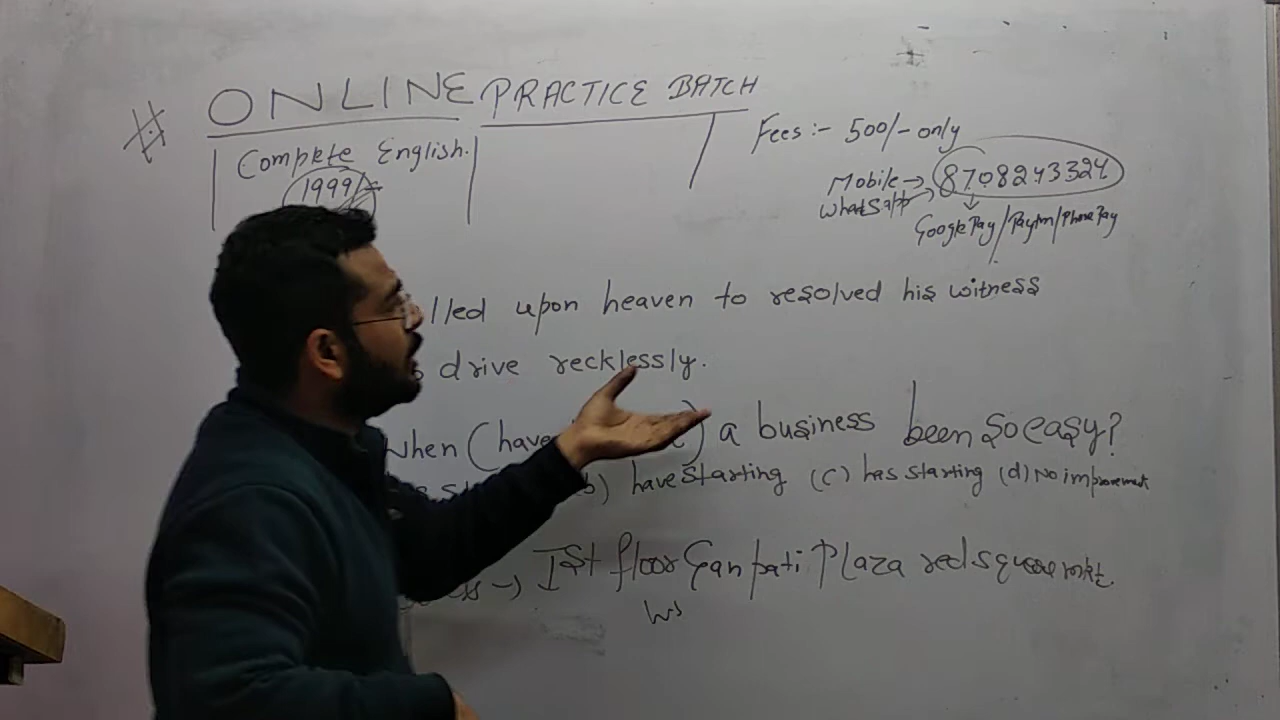 # ONLINE PRACTICE BATCH
Complete English.
1999/-
Fees :- 500/- only
Mobile → 8708243324
Whatsapp →
Google Pay / Paytm / Phone Pay
lled upon heaven to resolved his witness
drive recklessly.
when (have ) a business been so easy?
b) have starting (c) has starting (d) No improvement
→ Ist floor Ganpati Plaza red square mkt.